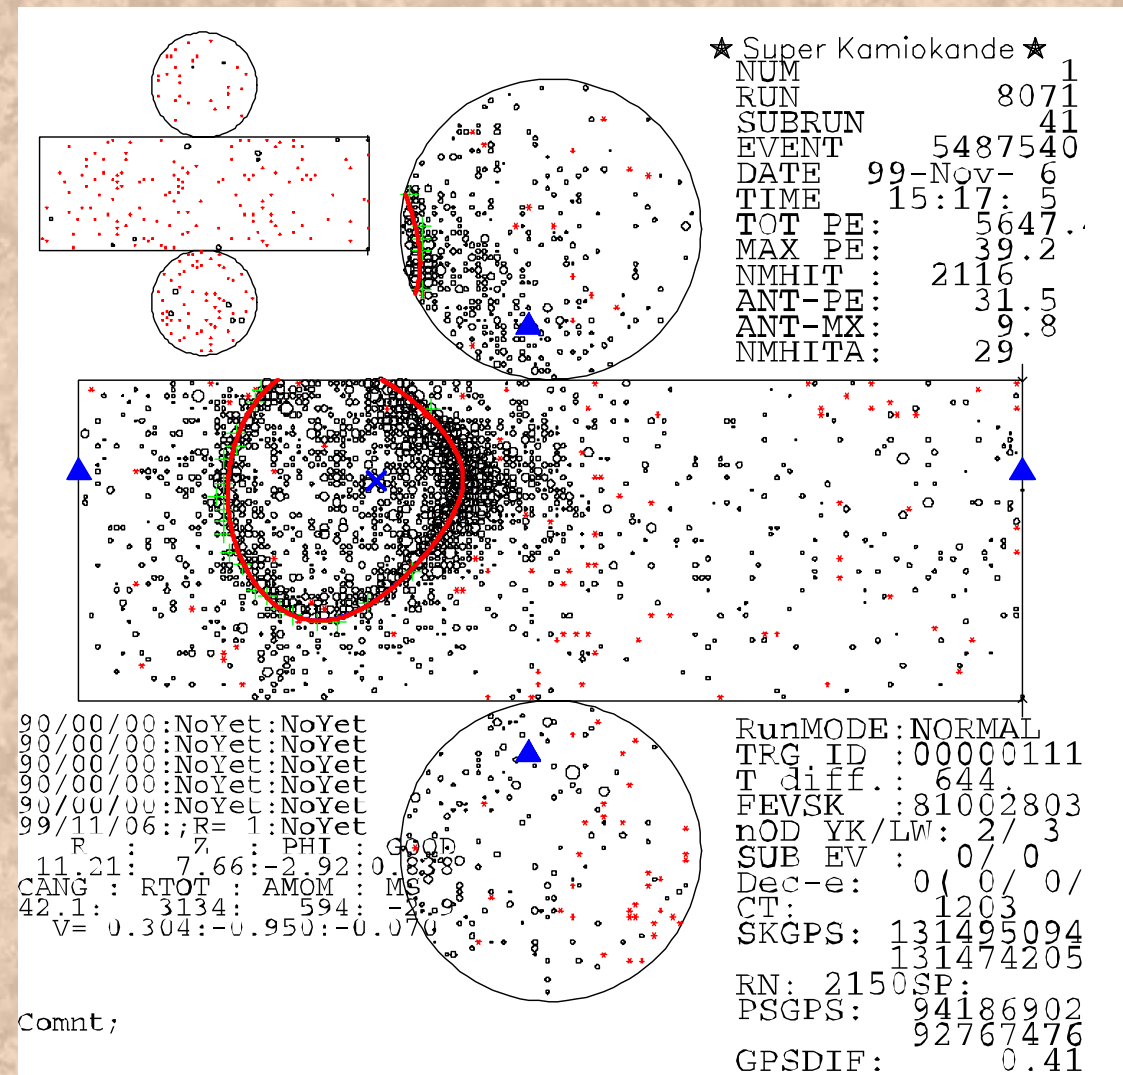 ★ Super Kamiokande ★
NUM 1
RUN 8071
SUBRUN 41
EVENT 5487540
DATE 99-Nov- 6
TIME 15:17: 5
TOT PE: 5647.
MAX PE: 39.2
NMHIT : 2116
ANT-PE: 31.5
ANT-MX: 9.8
NMHITA: 29
90/00/00:NoYet:NoYet
90/00/00:NoYet:NoYet
90/00/00:NoYet:NoYet
90/00/00:NoYet:NoYet
90/00/00:NoYet:NoYet
99/11/06:;R= 1:NoYet
R : Z : PHI : GOOD
11.21: 7.66:-2.92:0.838
CANG : RTOT : AMOM : MS
42.1: 3134: 594: -2.9
V= 0.304:-0.950:-0.070
Comnt;
RunMODE:NORMAL
TRG ID :00000111
T diff.: 644.
FEVSK :81002803
nOD YK/LW: 2/ 3
SUB EV : 0/ 0
Dec-e: 0( 0/ 0/
CT: 1203
SKGPS: 131495094
131474205
RN: 2150SP:
PSGPS: 94186902
92767476
GPSDIF: 0.41